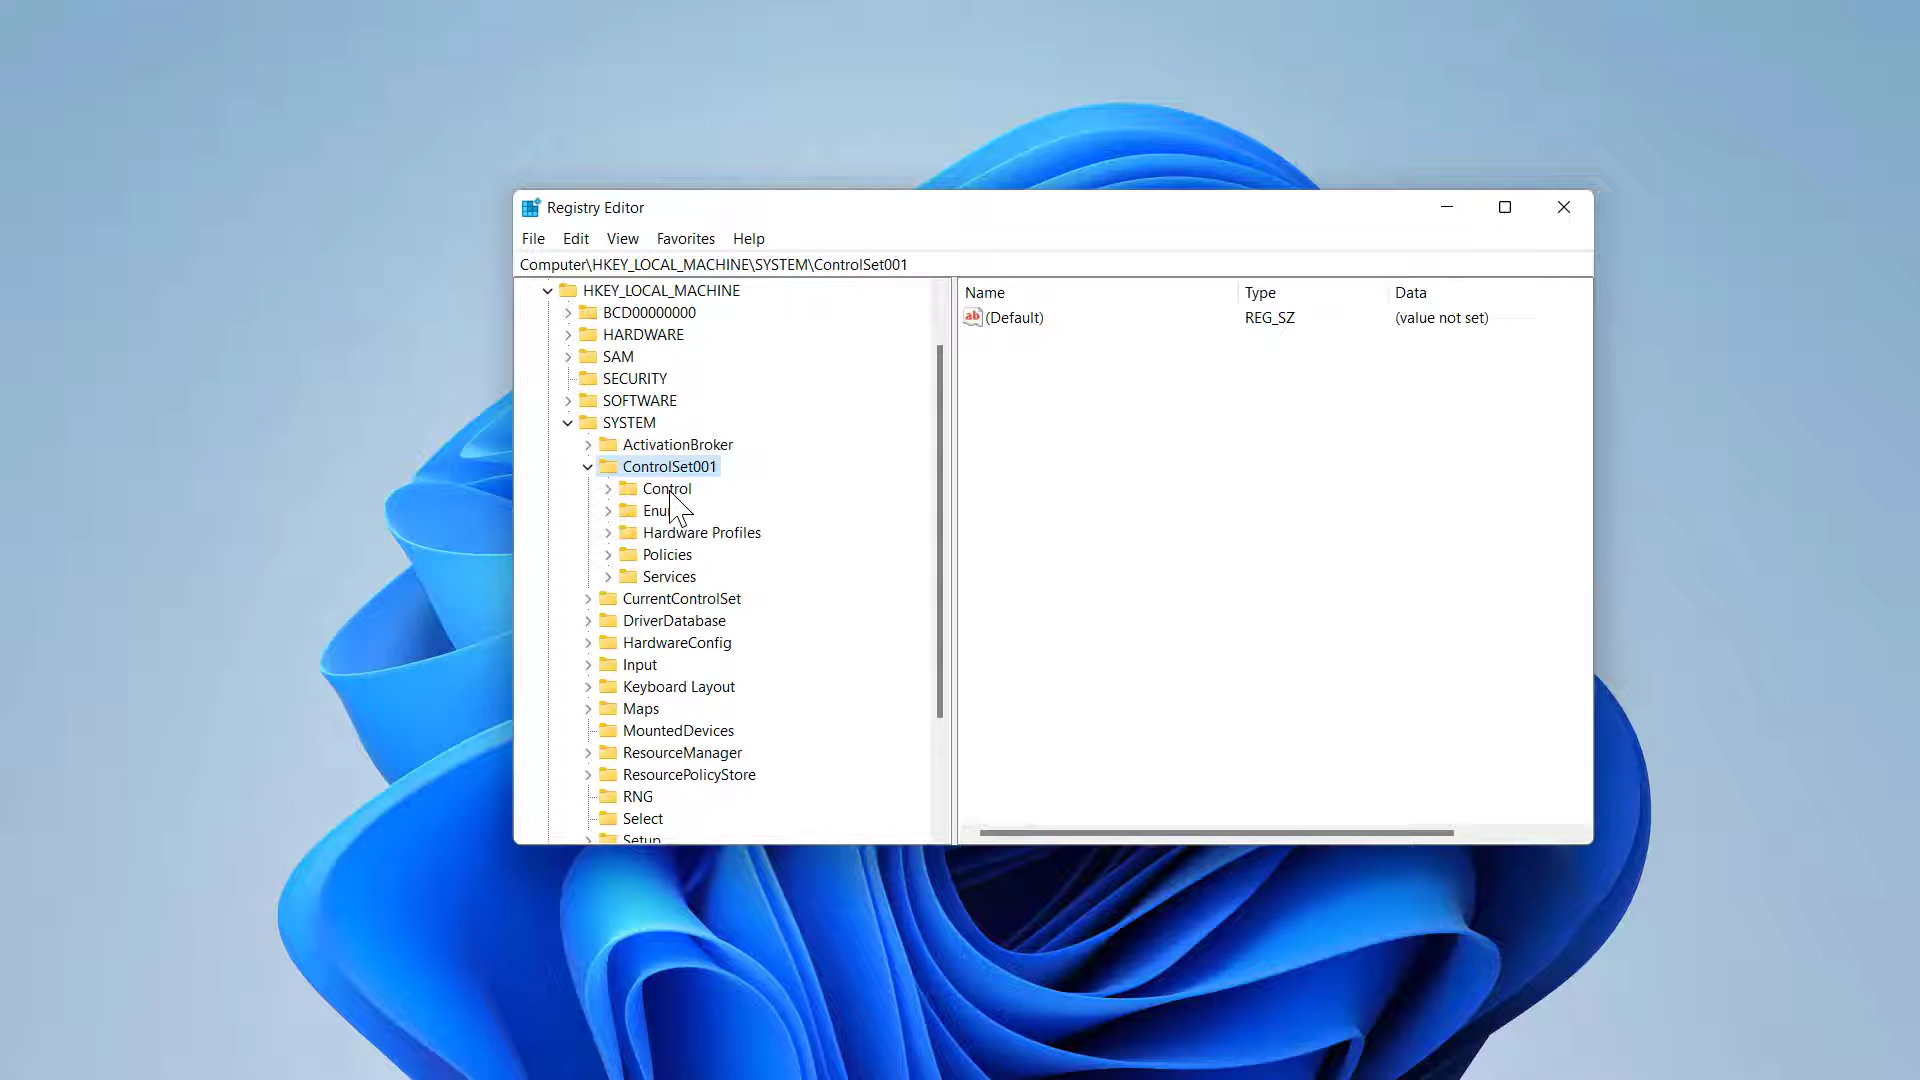 Registry Editor
File Edit View Favorites Help
Computer\HKEY_LOCAL_MACHINE\SYSTEM\ControlSet001
HKEY_LOCAL_MACHINE
BCD00000000
HARDWARE
SAM
SECURITY
SOFTWARE
SYSTEM
ActivationBroker
ControlSet001
Control
Hardware Profiles
Policies
Services
CurrentControlSet
DriverDatabase
HardwareConfig
Input
Keyboard Layout
Maps
MountedDevices
ResourceManager
ResourcePolicyStore
RNG
Select
Setup
Name Type Data
ab (Default) REG_SZ (value not set)